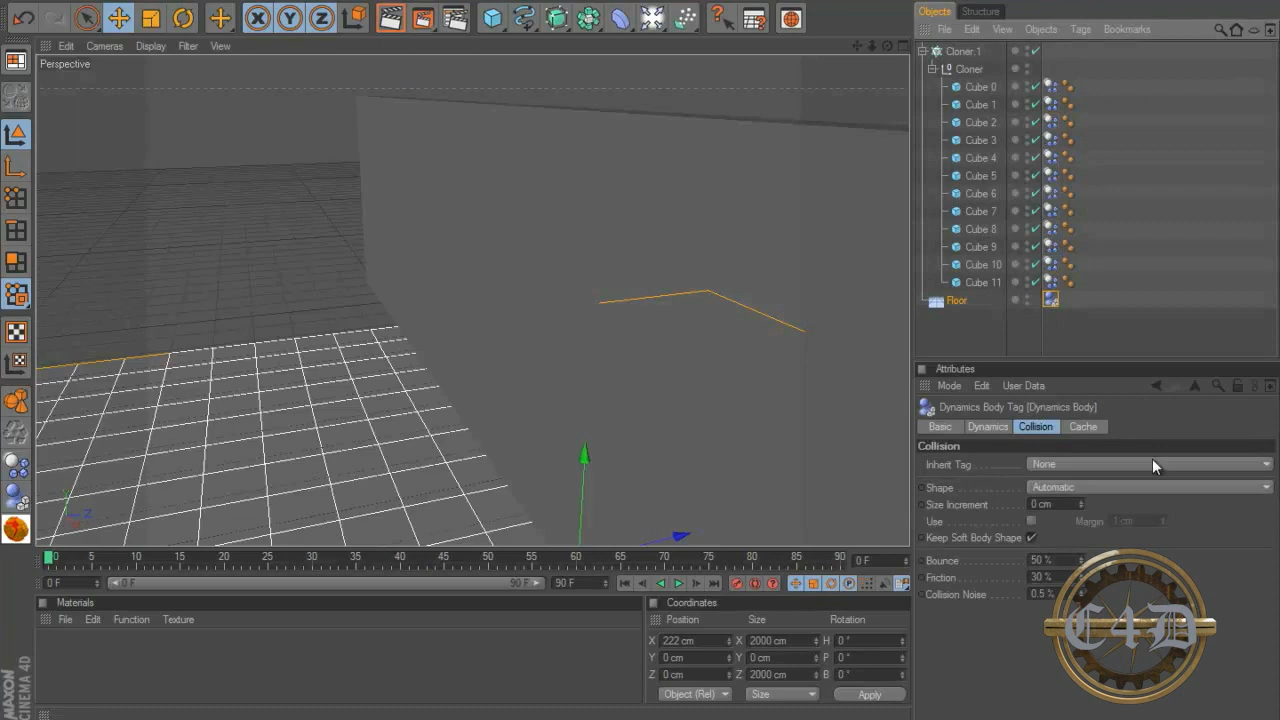 Objects Structure
File Edit View Objects Tags Bookmarks
Edit Cameras Display Filter View
Perspective
Cloner.1
Cloner
Cube 0
Cube 1
Cube 2
Cube 3
Cube 4
Cube 5
Cube 6
Cube 7
Cube 8
Cube 9
Cube 10
Cube 11
Floor
Attributes
Mode Edit User Data
Dynamics Body Tag [Dynamics Body]
Basic Dynamics Collision Cache
Collision
Inherit Tag None
Shape Automatic
Size Increment 0 cm
Use Margin 1 cm
Keep Soft Body Shape
Bounce 50 %
Friction 30 %
Collision Noise 0.5 %
C4D
Y
Z
0 5 10 15 20 25 30 35 40 45 50 55 60 65 70 75 80 85 90 0 F
0 F 0 F 90 F 90 F
Materials
File Edit Function Texture
Coordinates
Position Size Rotation
X 222 cm X 2000 cm H 0 °
Y 0 cm Y 0 cm P 0 °
Z 0 cm Z 2000 cm B 0 °
Object (Rel) Size Apply
MAXON
CINEMA 4D